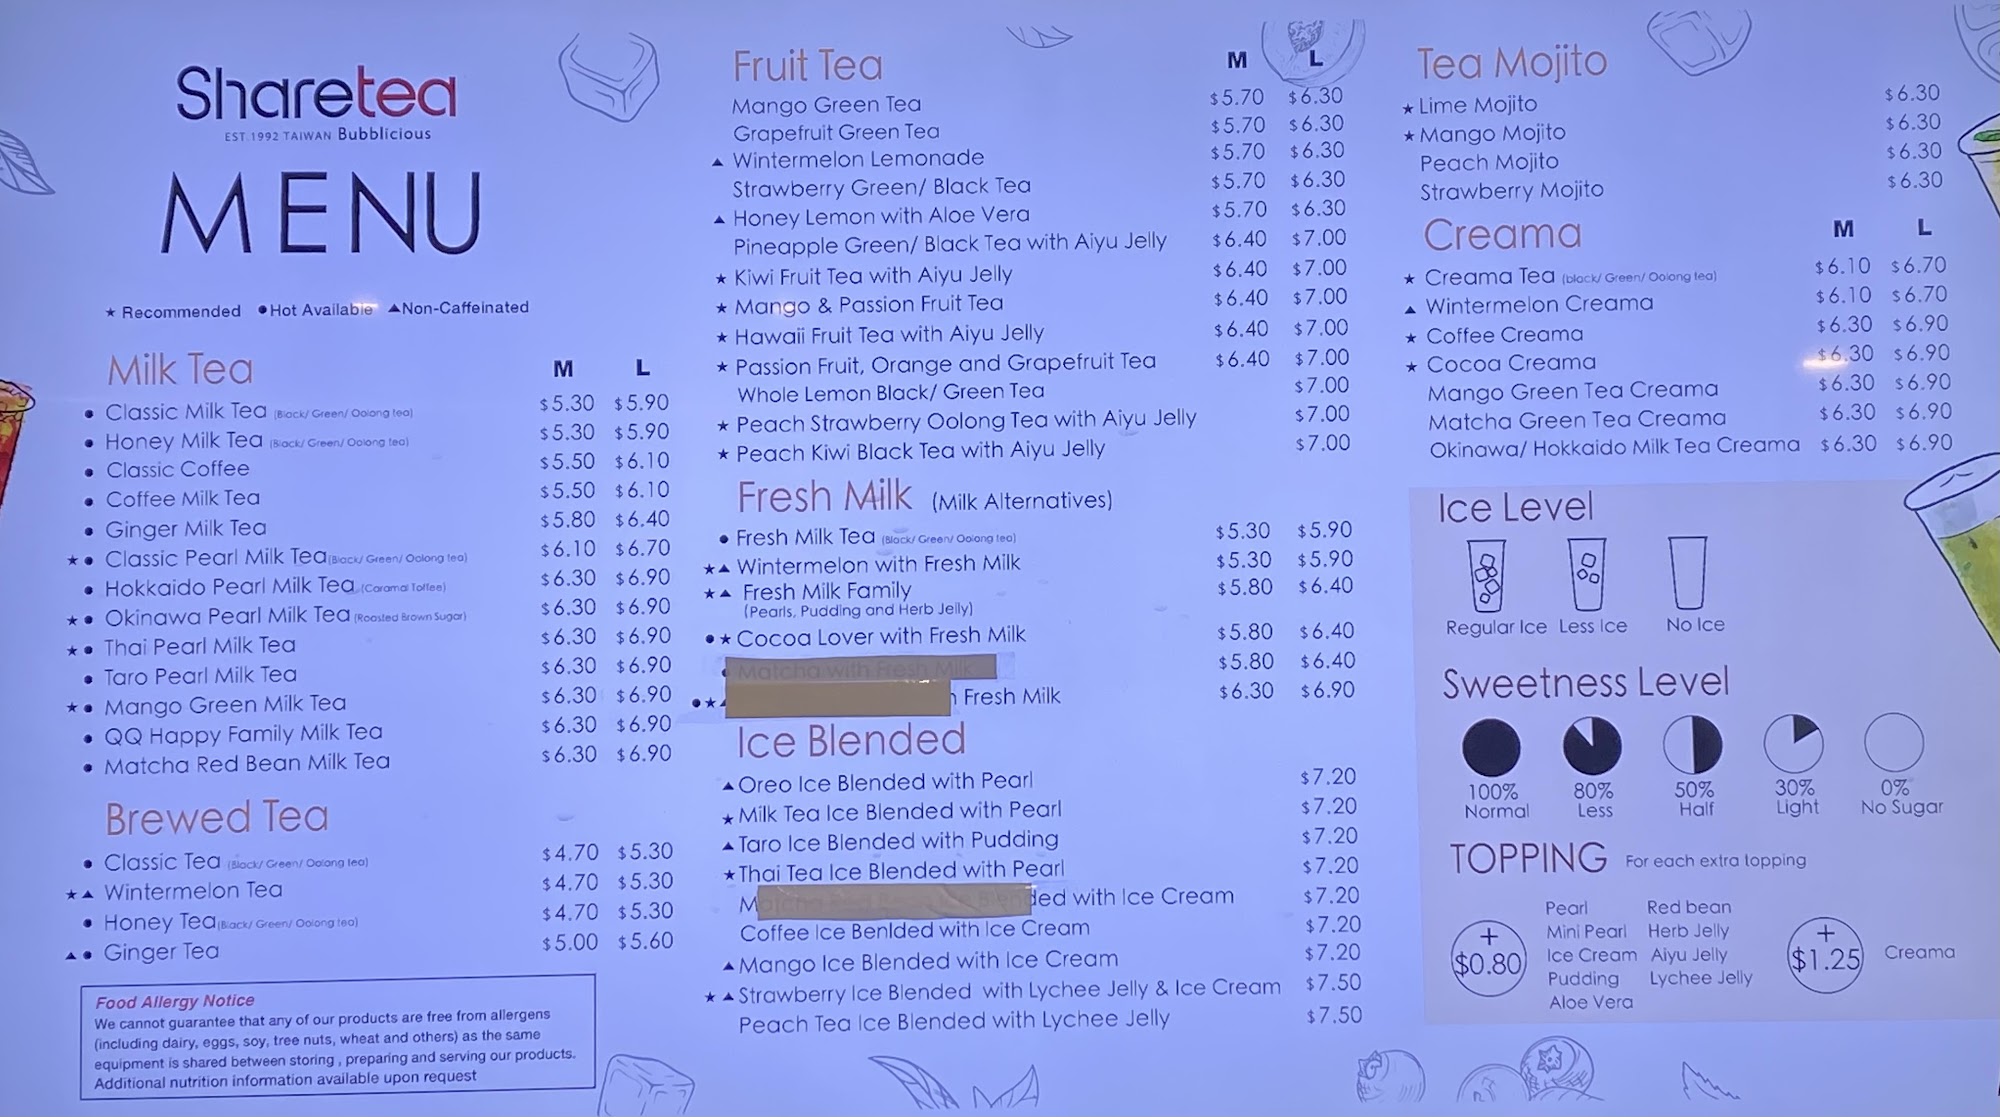 Sharetea
EST.1992 TAIWAN Bubblicious
MENU
★ Recommended ●Hot Available ▲Non-Caffeinated
Milk Tea M L
● Classic Milk Tea (Black/ Green/ Oolong tea) $5.30 $5.90
● Honey Milk Tea (Black/ Green/ Oolong tea) $5.30 $5.90
● Classic Coffee $5.50 $6.10
● Coffee Milk Tea $5.50 $6.10
● Ginger Milk Tea $5.80 $6.40
★● Classic Pearl Milk Tea(Black/ Green/ Oolong tea) $6.10 $6.70
● Hokkaido Pearl Milk Tea (Caramal Toffee) $6.30 $6.90
★● Okinawa Pearl Milk Tea (Roasted Brown Sugar) $6.30 $6.90
★● Thai Pearl Milk Tea $6.30 $6.90
● Taro Pearl Milk Tea $6.30 $6.90
★● Mango Green Milk Tea $6.30 $6.90
● QQ Happy Family Milk Tea $6.30 $6.90
● Matcha Red Bean Milk Tea $6.30 $6.90
Brewed Tea
● Classic Tea (Black/ Green/ Oolong tea) $4.70 $5.30
★▲ Wintermelon Tea $4.70 $5.30
● Honey Tea(Black/ Green/ Oolong tea) $4.70 $5.30
▲● Ginger Tea $5.00 $5.60
Food Allergy Notice
We cannot guarantee that any of our products are free from allergens
(including dairy, eggs, soy, tree nuts, wheat and others) as the same
equipment is shared between storing , preparing and serving our products.
Additional nutrition information available upon request
Fruit Tea M L
Mango Green Tea $5.70 $6.30
Grapefruit Green Tea $5.70 $6.30
▲ Wintermelon Lemonade $5.70 $6.30
Strawberry Green/ Black Tea $5.70 $6.30
▲ Honey Lemon with Aloe Vera $5.70 $6.30
Pineapple Green/ Black Tea with Aiyu Jelly $6.40 $7.00
★ Kiwi Fruit Tea with Aiyu Jelly $6.40 $7.00
★ Mango & Passion Fruit Tea $6.40 $7.00
★ Hawaii Fruit Tea with Aiyu Jelly $6.40 $7.00
★ Passion Fruit, Orange and Grapefruit Tea $6.40 $7.00
Whole Lemon Black/ Green Tea $7.00
★ Peach Strawberry Oolong Tea with Aiyu Jelly $7.00
★ Peach Kiwi Black Tea with Aiyu Jelly $7.00
Fresh Milk (Milk Alternatives)
● Fresh Milk Tea (Black/ Green/ Oolong tea) $5.30 $5.90
★▲ Wintermelon with Fresh Milk $5.30 $5.90
★▲ Fresh Milk Family $5.80 $6.40
(Pearls, Pudding and Herb Jelly)
●★ Cocoa Lover with Fresh Milk $5.80 $6.40
● Matcha with Fresh Milk $5.80 $6.40
●★▲ Fresh Milk $6.30 $6.90
Ice Blended
▲ Oreo Ice Blended with Pearl $7.20
★ Milk Tea Ice Blended with Pearl $7.20
▲ Taro Ice Blended with Pudding $7.20
★ Thai Tea Ice Blended with Pearl $7.20
Matcha Red Bean Ice Blended with Ice Cream $7.20
Coffee Ice Benlded with Ice Cream $7.20
▲ Mango Ice Blended with Ice Cream $7.20
★▲ Strawberry Ice Blended with Lychee Jelly & Ice Cream $7.50
Peach Tea Ice Blended with Lychee Jelly $7.50
Tea Mojito
★ Lime Mojito $6.30
★ Mango Mojito $6.30
Peach Mojito $6.30
Strawberry Mojito $6.30
Creama M L
★ Creama Tea (black/ Green/ Oolong tea) $6.10 $6.70
▲ Wintermelon Creama $6.10 $6.70
★ Coffee Creama $6.30 $6.90
★ Cocoa Creama $6.30 $6.90
Mango Green Tea Creama $6.30 $6.90
Matcha Green Tea Creama $6.30 $6.90
Okinawa/ Hokkaido Milk Tea Creama $6.30 $6.90
Ice Level
Regular Ice Less Ice No Ice
Sweetness Level
100% 80% 50% 30% 0%
Normal Less Half Light No Sugar
TOPPING For each extra topping
+
$0.80
Pearl Red bean
Mini Pearl Herb Jelly
Ice Cream Aiyu Jelly
Pudding Lychee Jelly
Aloe Vera
+
$1.25
Creama